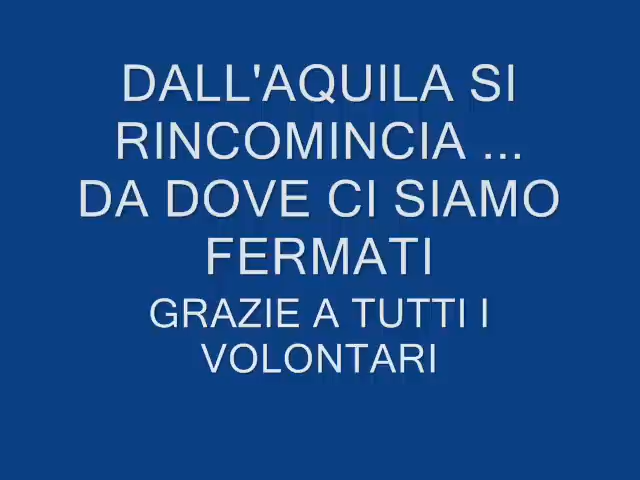 DALL'AQUILA SI
RINCOMINCIA ...
DA DOVE CI SIAMO
FERMATI
GRAZIE A TUTTI I
VOLONTARI